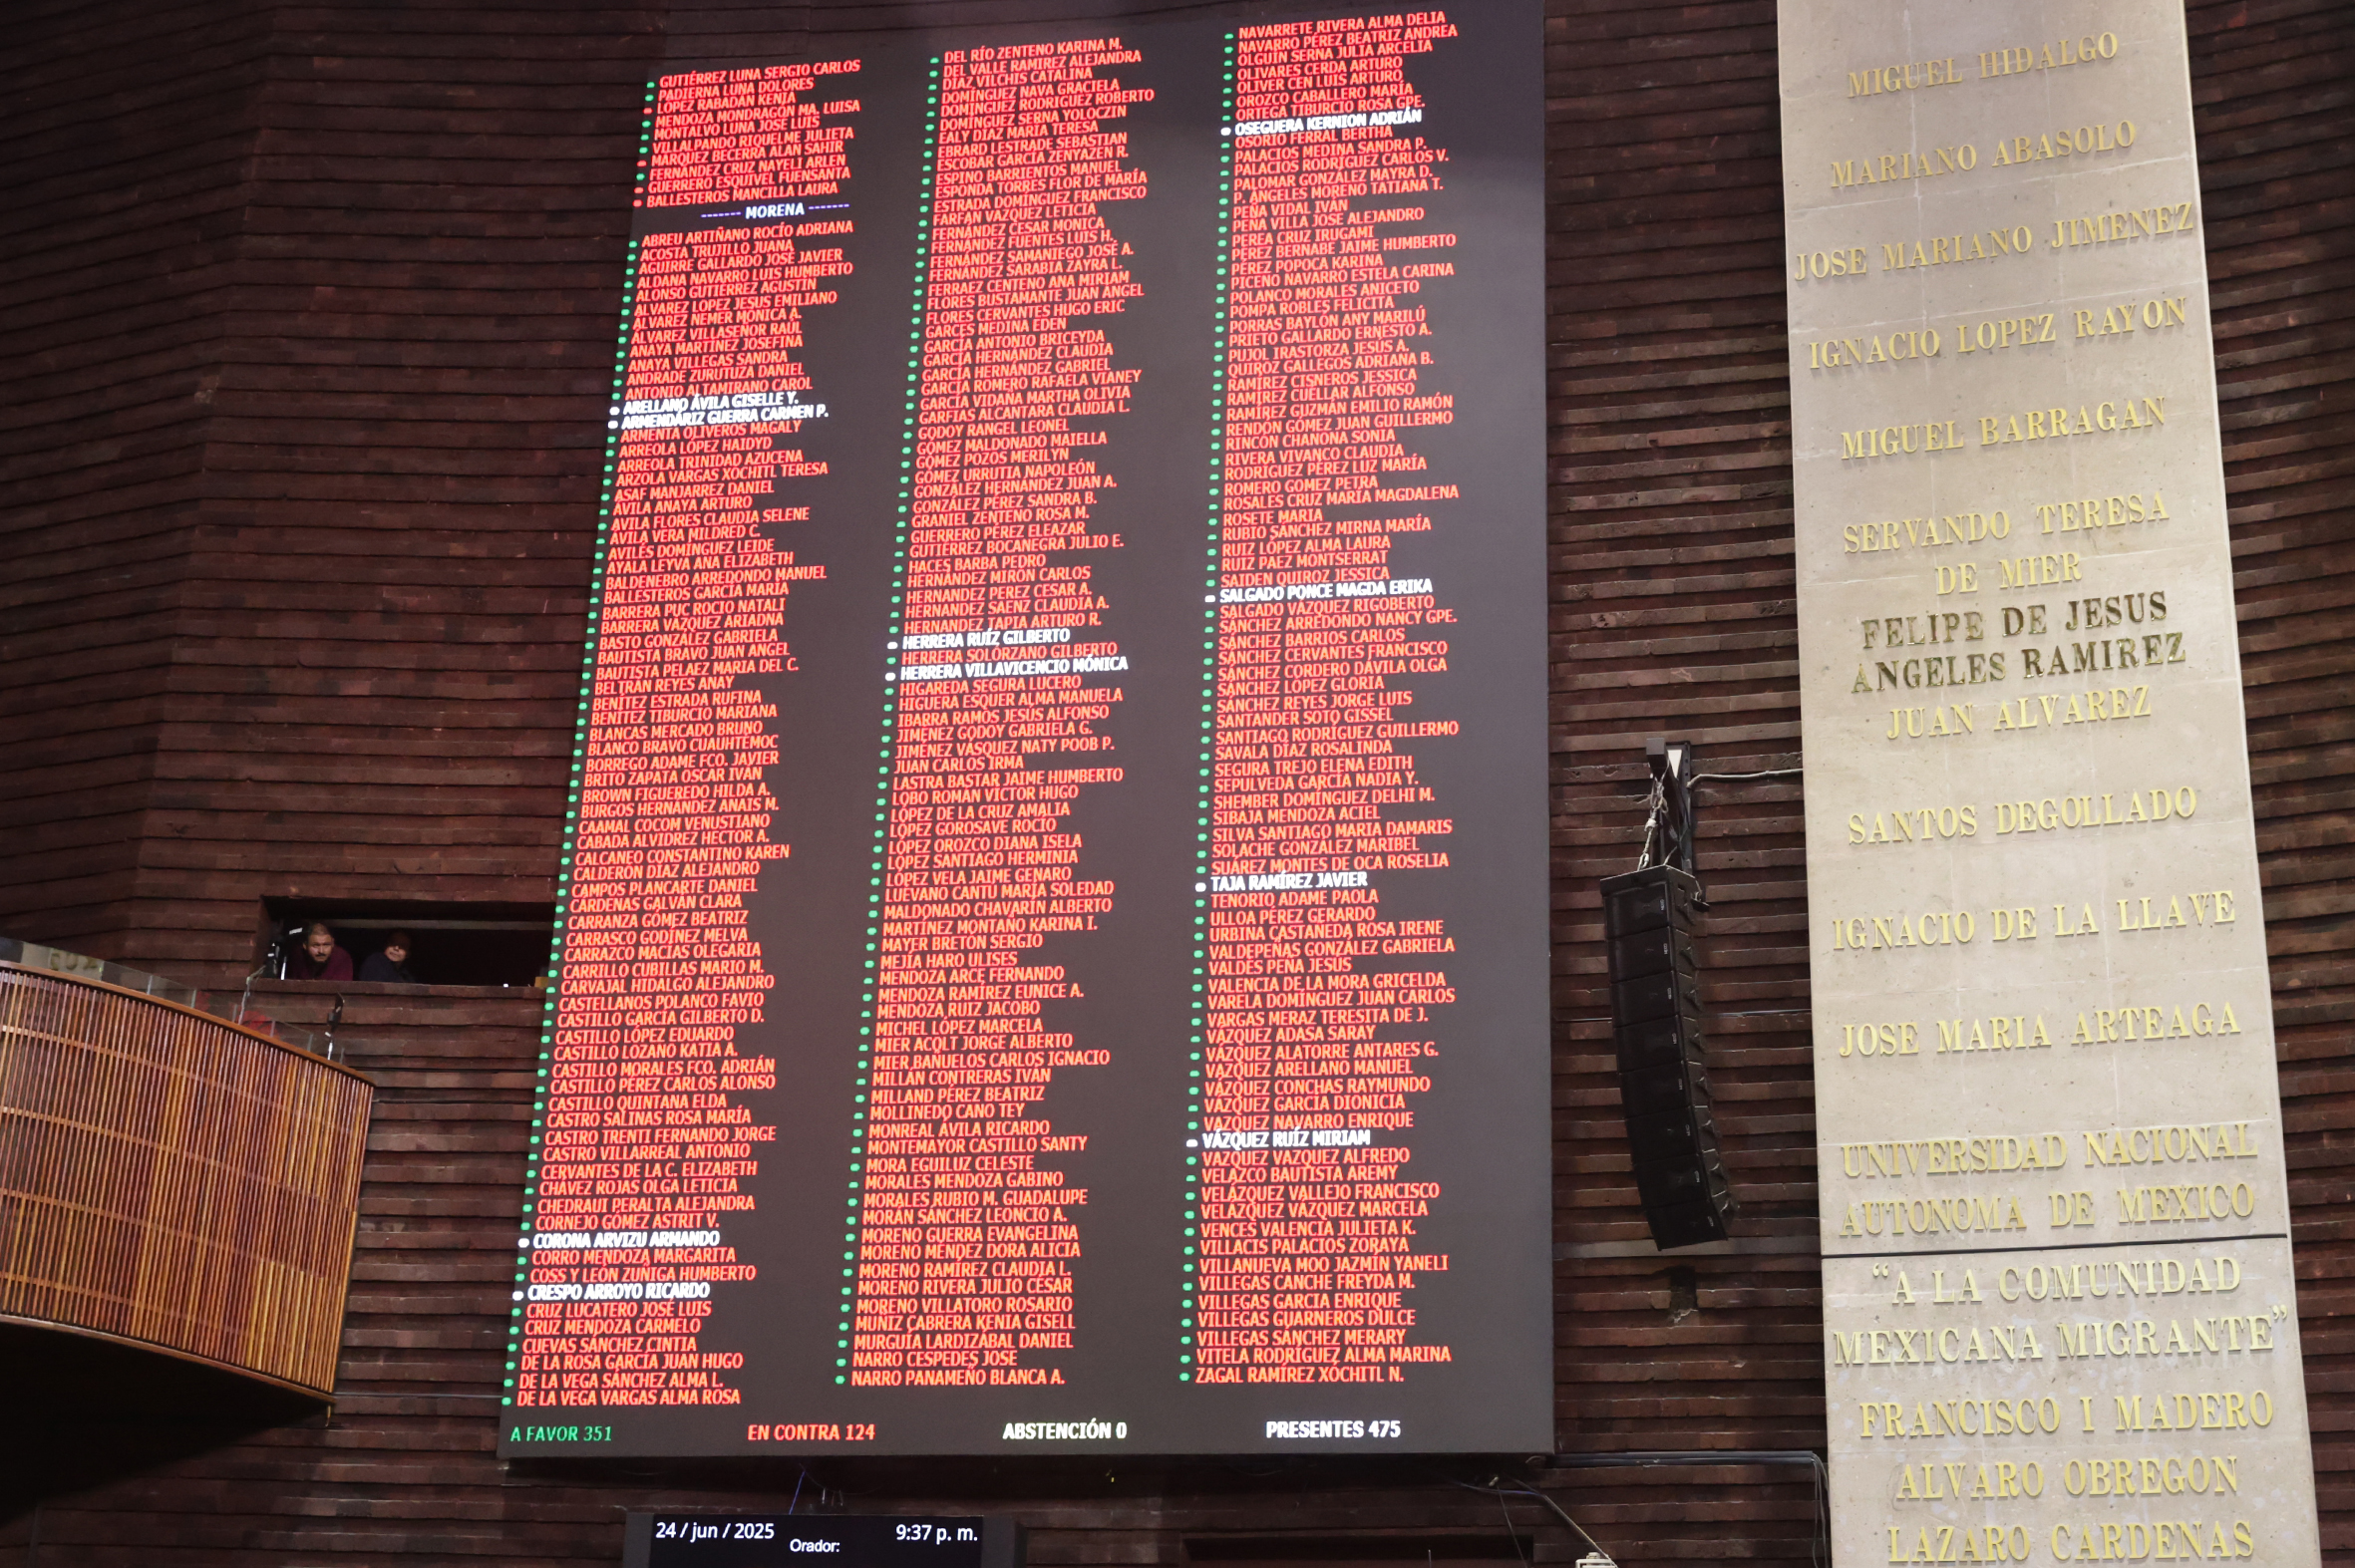 GUTIÉRREZ LUNA SERGIO CARLOS
PADIERNA LUNA DOLORES
LÓPEZ RABADÁN KENIA
MENDOZA MONDRAGÓN MA. LUISA
MONTALVO LUNA JOSÉ LUIS
VILLALPANDO RIQUELME JULIETA
MÁRQUEZ BECERRA ALAN SAHIR
FERNÁNDEZ CRUZ NAYELI ARLEN
GUERRERO ESQUIVEL FUENSANTA
BALLESTEROS MANCILLA LAURA
------- MORENA -------
ABREU ARTIÑANO ROCÍO ADRIANA
ACOSTA TRUJILLO JUANA
AGUIRRE GALLARDO JOSÉ JAVIER
ALDANA NAVARRO LUIS HUMBERTO
ALONSO GUTIÉRREZ AGUSTÍN
ÁLVAREZ LÓPEZ JESÚS EMILIANO
ÁLVAREZ NEMER MÓNICA A.
ÁLVAREZ VILLASEÑOR RAÚL
ANAYA MARTÍNEZ JOSEFINA
ANAYA VILLEGAS SANDRA
ANDRADE ZURUTUZA DANIEL
ANTONIO ALTAMIRANO CAROL
ARELLANO ÁVILA GISELLE Y.
ARMENDÁRIZ GUERRA CARMEN P.
ARMENTA OLIVEROS MAGALY
ARREOLA LÓPEZ HAIDYD
ARREOLA TRINIDAD AZUCENA
ARZOLA VARGAS XÓCHITL TERESA
ASAF MANJARREZ DANIEL
ÁVILA ANAYA ARTURO
ÁVILA FLORES CLAUDIA SELENE
ÁVILA VERA MILDRED C.
AVILÉS DOMÍNGUEZ LEIDE
AYALA LEYVA ANA ELIZABETH
BALDENEBRO ARREDONDO MANUEL
BALLESTEROS GARCÍA MARÍA
BARRERA PUC ROCÍO NATALI
BARRERA VÁZQUEZ ARIADNA
BASTO GONZÁLEZ GABRIELA
BAUTISTA BRAVO JUAN ÁNGEL
BAUTISTA PELÁEZ MARÍA DEL C.
BELTRÁN REYES ANAY
BENÍTEZ ESTRADA RUFINA
BENÍTEZ TIBURCIO MARIANA
BLANCAS MERCADO BRUNO
BLANCO BRAVO CUAUHTÉMOC
BORREGO ADAME FCO. JAVIER
BRITO ZAPATA ÓSCAR IVÁN
BROWN FIGUEREDO HILDA A.
BURGOS HERNÁNDEZ ANAIS M.
CAAMAL COCOM VENUSTIANO
CABADA ALVIDREZ HÉCTOR A.
CALCÁNEO CONSTANTINO KAREN
CALDERÓN DÍAZ ALEJANDRO
CAMPOS PLANCARTE DANIEL
CÁRDENAS GALVÁN CLARA
CARRANZA GÓMEZ BEATRIZ
CARRASCO GODÍNEZ MELVA
CARRAZCO MACÍAS OLEGARIA
CARRILLO CUBILLAS MARIO M.
CARVAJAL HIDALGO ALEJANDRO
CASTELLANOS POLANCO FAVIO
CASTILLO GARCÍA GILBERTO D.
CASTILLO LÓPEZ EDUARDO
CASTILLO LOZANO KATIA A.
CASTILLO MORALES FCO. ADRIÁN
CASTILLO PÉREZ CARLOS ALONSO
CASTILLO QUINTANA ELDA
CASTRO SALINAS ROSA MARÍA
CASTRO TRENTI FERNANDO JORGE
CASTRO VILLARREAL ANTONIO
CERVANTES DE LA C. ELIZABETH
CHÁVEZ ROJAS OLGA LETICIA
CHEDRAUI PERALTA ALEJANDRA
CORNEJO GÓMEZ ASTRIT V.
CORONA ARVIZU ARMANDO
CORRO MENDOZA MARGARITA
COSS Y LEÓN ZÚÑIGA HUMBERTO
CRESPO ARROYO RICARDO
CRUZ LUCATERO JOSÉ LUIS
CRUZ MENDOZA CARMELO
CUEVAS SÁNCHEZ CINTIA
DE LA ROSA GARCÍA JUAN HUGO
DE LA VEGA SÁNCHEZ ALMA L.
DE LA VEGA VARGAS ALMA ROSA
DEL RÍO ZENTENO KARINA M.
DEL VALLE RAMÍREZ ALEJANDRA
DÍAZ VILCHIS CATALINA
DOMÍNGUEZ NAVA GRACIELA
DOMÍNGUEZ RODRÍGUEZ ROBERTO
DOMÍNGUEZ SERNA YOLOCZIN
EALY DÍAZ MARÍA TERESA
EBRARD LESTRADE SEBASTIÁN
ESCOBAR GARCÍA ZENYAZEN R.
ESPINO BARRIENTOS MANUEL
ESPONDA TORRES FLOR DE MARÍA
ESTRADA DOMÍNGUEZ FRANCISCO
FARFÁN VÁZQUEZ LETICIA
FERNÁNDEZ CÉSAR MÓNICA
FERNÁNDEZ FUENTES LUIS H.
FERNÁNDEZ SAMANIEGO JOSÉ A.
FERNÁNDEZ SARABIA ZAYRA L.
FERRÁEZ CENTENO ANA MIRIAM
FLORES BUSTAMANTE JUAN ÁNGEL
FLORES CERVANTES HUGO ERIC
GARCÉS MEDINA EDEN
GARCÍA ANTONIO BRICEYDA
GARCÍA HERNÁNDEZ CLAUDIA
GARCÍA HERNÁNDEZ GABRIEL
GARCÍA ROMERO RAFAELA VIANEY
GARCÍA VIDAÑA MARTHA OLIVIA
GARFIAS ALCÁNTARA CLAUDIA L.
GODOY RANGEL LEONEL
GÓMEZ MALDONADO MAIELLA
GÓMEZ POZOS MERILYN
GÓMEZ URRUTIA NAPOLEÓN
GONZÁLEZ HERNÁNDEZ JUAN A.
GONZÁLEZ PÉREZ SANDRA B.
GRANIEL ZENTENO ROSA M.
GUERRERO PÉREZ ELEAZAR
GUTIÉRREZ BOCANEGRA JULIO E.
HACES BARBA PEDRO
HERNÁNDEZ MIRÓN CARLOS
HERNÁNDEZ PÉREZ CÉSAR A.
HERNÁNDEZ SÁENZ CLAUDIA A.
HERNÁNDEZ TAPIA ARTURO R.
HERRERA RUÍZ GILBERTO
HERRERA SOLÓRZANO GILBERTO
HERRERA VILLAVICENCIO MÓNICA
HIGAREDA SEGURA LUCERO
HIGUERA ESQUER ALMA MANUELA
IBARRA RAMOS JESÚS ALFONSO
JIMÉNEZ GODOY GABRIELA G.
JIMÉNEZ VÁSQUEZ NATY POOB P.
JUAN CARLOS IRMA
LASTRA BASTAR JAIME HUMBERTO
LOBO ROMÁN VÍCTOR HUGO
LÓPEZ DE LA CRUZ AMALIA
LÓPEZ GOROSAVE ROCÍO
LÓPEZ OROZCO DIANA ISELA
LÓPEZ SANTIAGO HERMINIA
LÓPEZ VELA JAIME GENARO
LUÉVANO CANTÚ MARÍA SOLEDAD
MALDONADO CHAVARÍN ALBERTO
MARTÍNEZ MONTAÑO KARINA I.
MAYER BRETÓN SERGIO
MEJÍA HARO ULISES
MENDOZA ARCE FERNANDO
MENDOZA RAMÍREZ EUNICE A.
MENDOZA RUIZ JACOBO
MICHEL LÓPEZ MARCELA
MIER ACOLT JORGE ALBERTO
MIER BAÑUELOS CARLOS IGNACIO
MILLÁN CONTRERAS IVÁN
MILLAND PÉREZ BEATRIZ
MOLLINEDO CANO TEY
MONREAL ÁVILA RICARDO
MONTEMAYOR CASTILLO SANTY
MORA EGUILUZ CELESTE
MORALES MENDOZA GABINO
MORALES RUBIO M. GUADALUPE
MORÁN SÁNCHEZ LEONCIO A.
MORENO GUERRA EVANGELINA
MORENO MÉNDEZ DORA ALICIA
MORENO RAMÍREZ CLAUDIA L.
MORENO RIVERA JULIO CÉSAR
MORENO VILLATORO ROSARIO
MUÑIZ CABRERA KENIA GISELL
MURGUÍA LARDIZÁBAL DANIEL
NARRO CÉSPEDES JOSÉ
NARRO PANAMEÑO BLANCA A.
NAVARRETE RIVERA ALMA DELIA
NAVARRO PÉREZ BEATRIZ ANDREA
OLGUÍN SERNA JULIA ARCELIA
OLIVARES CERDA ARTURO
OLIVER CEN LUIS ARTURO
OROZCO CABALLERO MARÍA
ORTEGA TIBURCIO ROSA GPE.
OSEGUERA KERNION ADRIÁN
OSORIO FERRAL BERTHA
PALACIOS MEDINA SANDRA P.
PALACIOS RODRÍGUEZ CARLOS V.
PALOMAR GONZÁLEZ MAYRA D.
P. ÁNGELES MORENO TATIANA T.
PEÑA VIDAL IVÁN
PEÑA VILLA JOSÉ ALEJANDRO
PEREA CRUZ IRUGAMI
PÉREZ BERNABÉ JAIME HUMBERTO
PÉREZ POPOCA KARINA
PICENO NAVARRO ESTELA CARINA
POLANCO MORALES ANICETO
POMPA ROBLES FELICITA
PORRAS BAYLÓN ANY MARILÚ
PRIETO GALLARDO ERNESTO A.
PUJOL IRASTORZA JESÚS A.
QUIROZ GALLEGOS ADRIANA B.
RAMÍREZ CISNEROS JESSICA
RAMÍREZ CUÉLLAR ALFONSO
RAMÍREZ GUZMÁN EMILIO RAMÓN
RENDÓN GÓMEZ JUAN GUILLERMO
RINCÓN CHANONA SONIA
RIVERA VIVANCO CLAUDIA
RODRÍGUEZ PÉREZ LUZ MARÍA
ROMERO GÓMEZ PETRA
ROSALES CRUZ MARÍA MAGDALENA
ROSETE MARÍA
RUBIO SÁNCHEZ MIRNA MARÍA
RUIZ LÓPEZ ALMA LAURA
RUIZ PÁEZ MONTSERRAT
SAIDEN QUIROZ JESSICA
SALGADO PONCE MAGDA ERIKA
SALGADO VÁZQUEZ RIGOBERTO
SÁNCHEZ ARREDONDO NANCY GPE.
SÁNCHEZ BARRIOS CARLOS
SÁNCHEZ CERVANTES FRANCISCO
SÁNCHEZ CORDERO DÁVILA OLGA
SÁNCHEZ LÓPEZ GLORIA
SÁNCHEZ REYES JORGE LUIS
SANTANDER SOTO GISSEL
SANTIAGO RODRÍGUEZ GUILLERMO
SAVALA DÍAZ ROSALINDA
SEGURA TREJO ELENA EDITH
SEPÚLVEDA GARCÍA NADIA Y.
SHEMBER DOMÍNGUEZ DELHI M.
SIBAJA MENDOZA ACIEL
SILVA SANTIAGO MARÍA DAMARIS
SOLACHE GONZÁLEZ MARIBEL
SUÁREZ MONTES DE OCA ROSELIA
TAJA RAMÍREZ JAVIER
TENORIO ADAME PAOLA
ULLOA PÉREZ GERARDO
URBINA CASTAÑEDA ROSA IRENE
VALDEPEÑAS GONZÁLEZ GABRIELA
VALDÉS PEÑA JESÚS
VALENCIA DE LA MORA GRICELDA
VARELA DOMÍNGUEZ JUAN CARLOS
VARGAS MERAZ TERESITA DE J.
VÁZQUEZ ADASA SARAY
VÁZQUEZ ALATORRE ANTARES G.
VÁZQUEZ ARELLANO MANUEL
VÁZQUEZ CONCHAS RAYMUNDO
VÁZQUEZ GARCÍA DIONICIA
VÁZQUEZ NAVARRO ENRIQUE
VÁZQUEZ RUÍZ MIRIAM
VÁZQUEZ VÁZQUEZ ALFREDO
VELAZCO BAUTISTA AREMY
VELÁZQUEZ VALLEJO FRANCISCO
VELÁZQUEZ VÁZQUEZ MARCELA
VENCES VALENCIA JULIETA K.
VILLACIS PALACIOS ZORAYA
VILLANUEVA MOO JAZMÍN YANELI
VILLEGAS CANCHÉ FREYDA M.
VILLEGAS GARCÍA ENRIQUE
VILLEGAS GUARNEROS DULCE
VILLEGAS SÁNCHEZ MERARY
VITELA RODRÍGUEZ ALMA MARINA
ZAGAL RAMÍREZ XÓCHITL N.
A FAVOR 351
EN CONTRA 124
ABSTENCIÓN 0
PRESENTES 475
24 / jun / 2025
9:37 p. m.
Orador:
MIGUEL HIDALGO
MARIANO ABASOLO
JOSE MARIANO JIMENEZ
IGNACIO LOPEZ RAYON
MIGUEL BARRAGAN
SERVANDO TERESA
DE MIER
FELIPE DE JESUS
ANGELES RAMIREZ
JUAN ALVAREZ
SANTOS DEGOLLADO
IGNACIO DE LA LLAVE
JOSE MARIA ARTEAGA
UNIVERSIDAD NACIONAL
AUTONOMA DE MEXICO
“A LA COMUNIDAD
MEXICANA MIGRANTE”
FRANCISCO I MADERO
ALVARO OBREGON
LAZARO CARDENAS